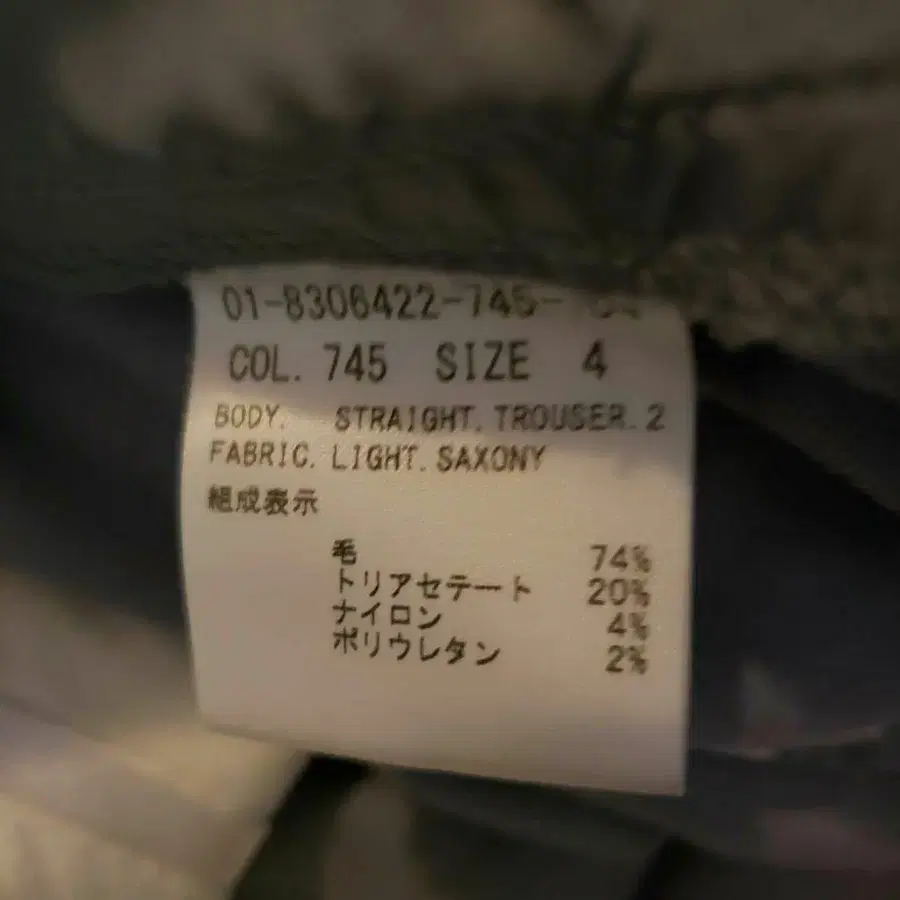 01-8306422-745-
COL. 745 SIZE 4
BODY. STRAIGHT. TROUSER. 2
FABRIC. LIGHT. SAXONY
組成表示
毛 74%
トリアセテート 20%
ナイロン 4%
ポリウレタン 2%